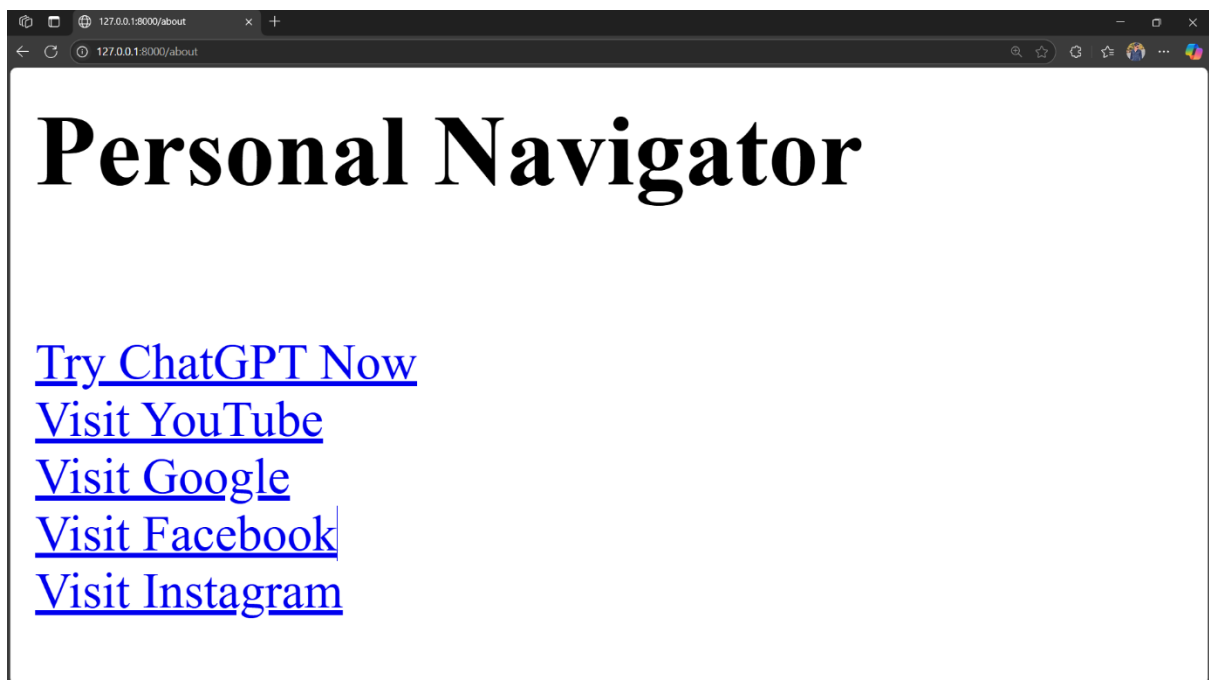 127.0.0.1:8000/about
127.0.0.1:8000/about
Personal Navigator
Try ChatGPT Now
Visit YouTube
Visit Google
Visit Facebook
Visit Instagram